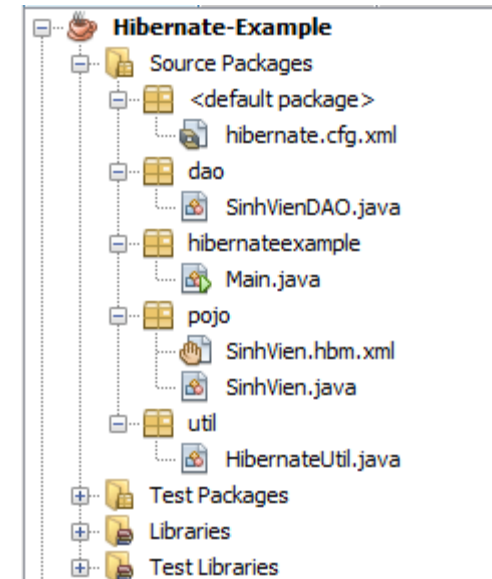 Hibernate-Example
Source Packages
<default package>
hibernate.cfg.xml
dao
SinhVienDAO.java
hibernateexample
Main.java
pojo
SinhVien.hbm.xml
SinhVien.java
util
HibernateUtil.java
Test Packages
Libraries
Test Libraries